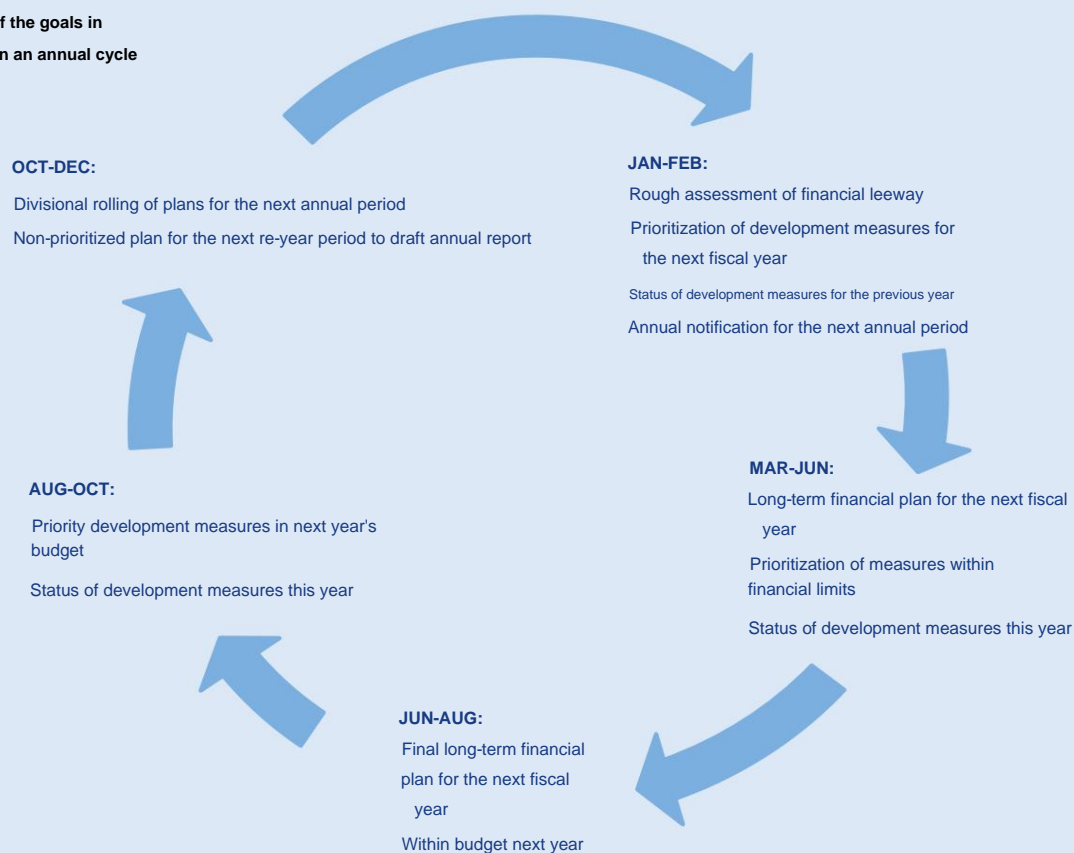 f the goals in
n an annual cycle
OCT-DEC:
Divisional rolling of plans for the next annual period
Non-prioritized plan for the next re-year period to draft annual report
JAN-FEB:
Rough assessment of financial leeway
Prioritization of development measures for
the next fiscal year
Status of development measures for the previous year
Annual notification for the next annual period
MAR-JUN:
Long-term financial plan for the next fiscal
year
Prioritization of measures within
financial limits
Status of development measures this year
JUN-AUG:
Final long-term financial
plan for the next fiscal
year
Within budget next year
AUG-OCT:
Priority development measures in next year's
budget
Status of development measures this year